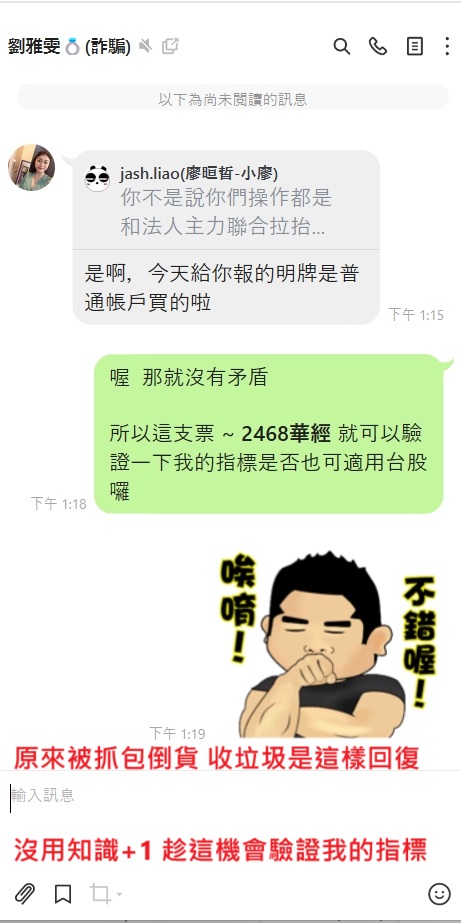 劉雅雯💍(詐騙)
以下為尚未閱讀的訊息
jash.liao(廖晅哲-小廖)
你不是說你們操作都是
和法人主力聯合拉抬...
是啊，今天給你報的明牌是普
通帳戶買的啦
下午 1:15
喔 那就沒有矛盾
所以這支票 ~ 2468華經 就可以驗
證一下我的指標是否也可適用台股
囉
下午 1:18
唉唷！
不錯喔！
下午 1:19
原來被抓包倒貨 收垃圾是這樣回復
輸入訊息
沒用知識+1 趁這機會驗證我的指標